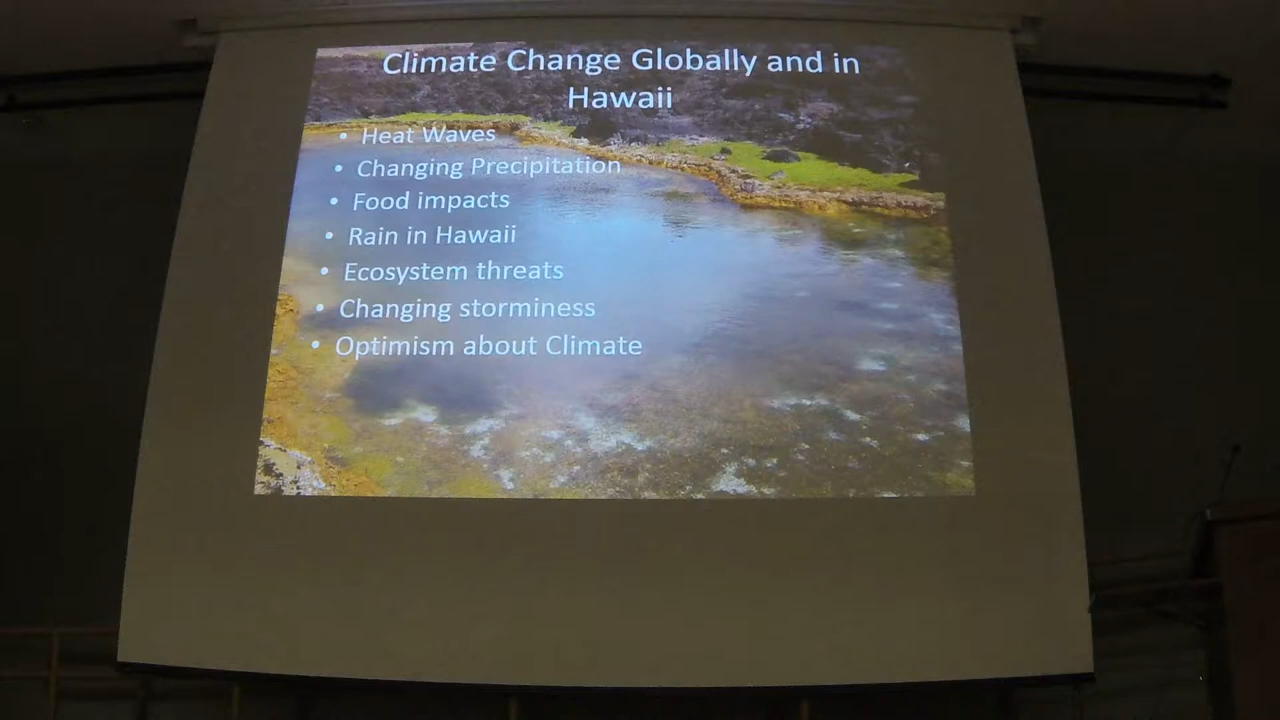 Climate Change Globally and in
Hawaii
• Heat Waves
• Changing Precipitation
• Food impacts
• Rain in Hawaii
• Ecosystem threats
• Changing storminess
• Optimism about Climate